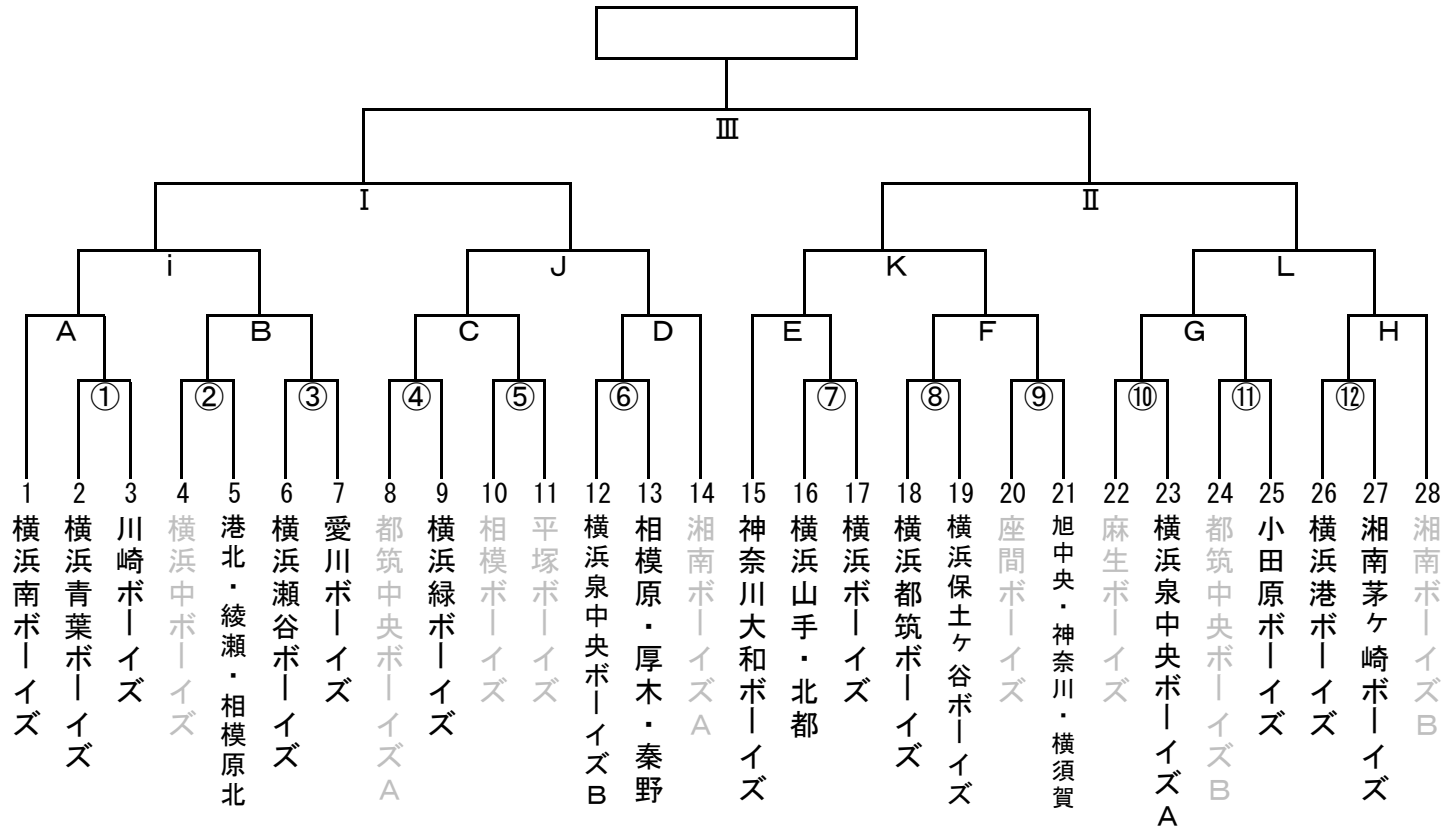 Ⅲ
Ⅰ
Ⅱ
i
J
K
L
A
B
C
D
E
F
G
H
①
②
③
④
⑤
⑥
⑦
⑧
⑨
⑩
⑪
⑫
1
2
3
4
5
6
7
8
9
10
11
12
13
14
15
16
17
18
19
20
21
22
23
24
25
26
27
28
横浜南ボーイズ
横浜青葉ボーイズ
川崎ボーイズ
横浜中ボーイズ
港北・綾瀬・相模原北
横浜瀬谷ボーイズ
愛川ボーイズ
都筑中央ボーイズA
横浜緑ボーイズ
相模ボーイズ
平塚ボーイズ
横浜泉中央ボーイズB
相模原・厚木・秦野
湘南ボーイズA
神奈川大和ボーイズ
横浜山手・北都
横浜ボーイズ
横浜都筑ボーイズ
横浜保土ヶ谷ボーイズ
座間ボーイズ
旭中央・神奈川・横須賀
麻生ボーイズ
横浜泉中央ボーイズA
都筑中央ボーイズB
小田原ボーイズ
横浜港ボーイズ
湘南茅ケ崎ボーイズ
湘南ボーイズB